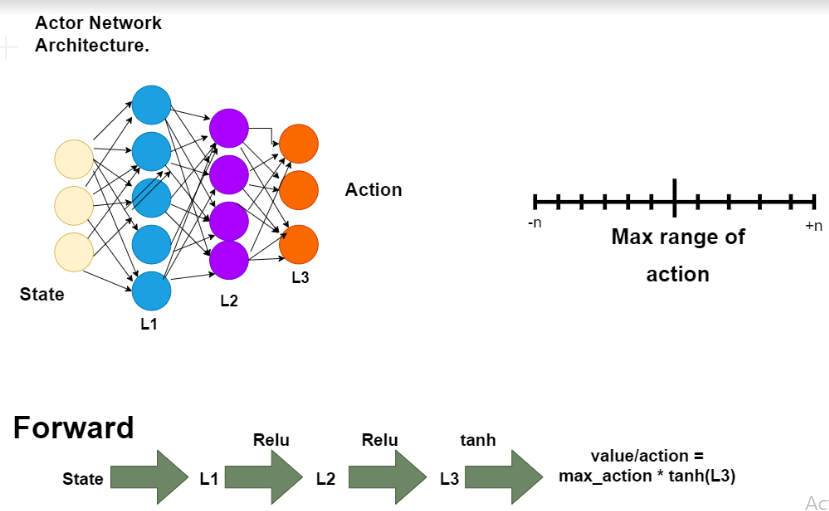 Actor Network
Architecture.
Action
State
L1
L2
L3
-n
+n
Max range of
action
Forward
Relu
Relu
tanh
State
L1
L2
L3
value/action =
max_action * tanh(L3)